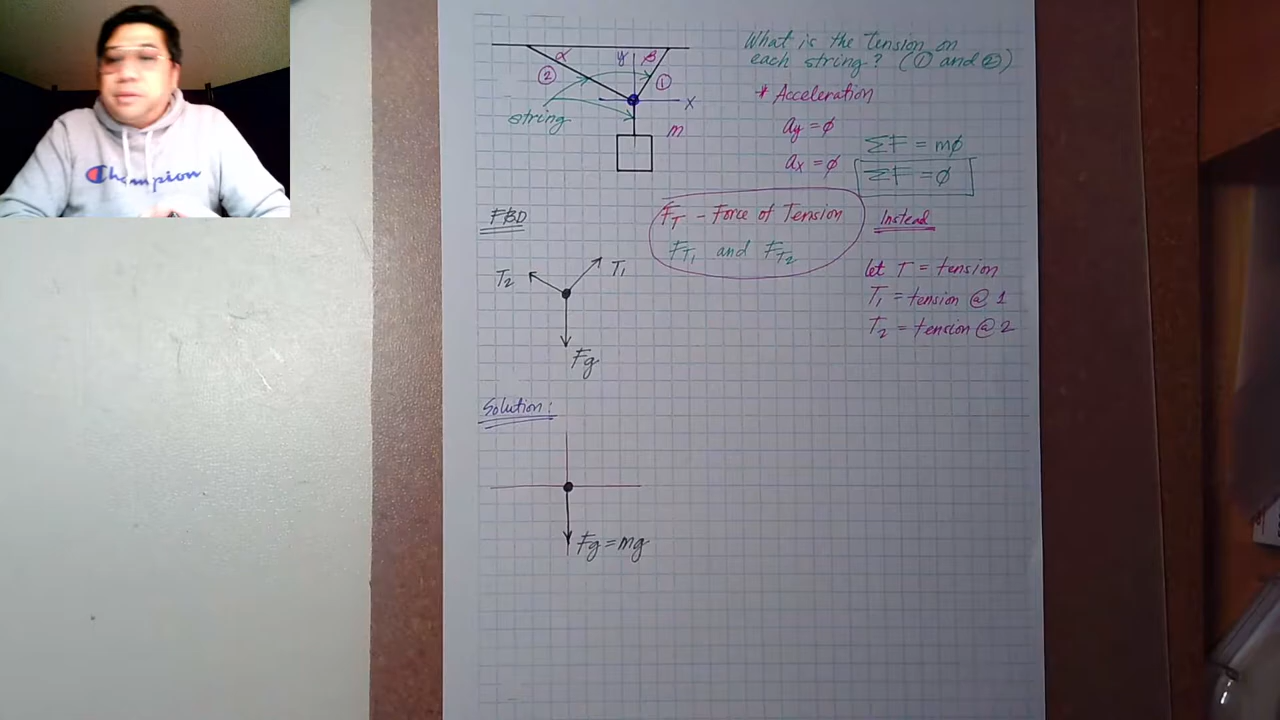 Champion
What is the tension on
each string? (① and ②)
α
y
β
②
①
x
string
m
* Acceleration
ay = ϕ
ax = ϕ
ΣF = mϕ
ΣF = ϕ
FBD
FT - Force of Tension
FT1 and FT2
Instead
let T = tension
T1 = tension @ 1
T2 = tension @ 2
T2
T1
Fg
Solution:
Fg = mg